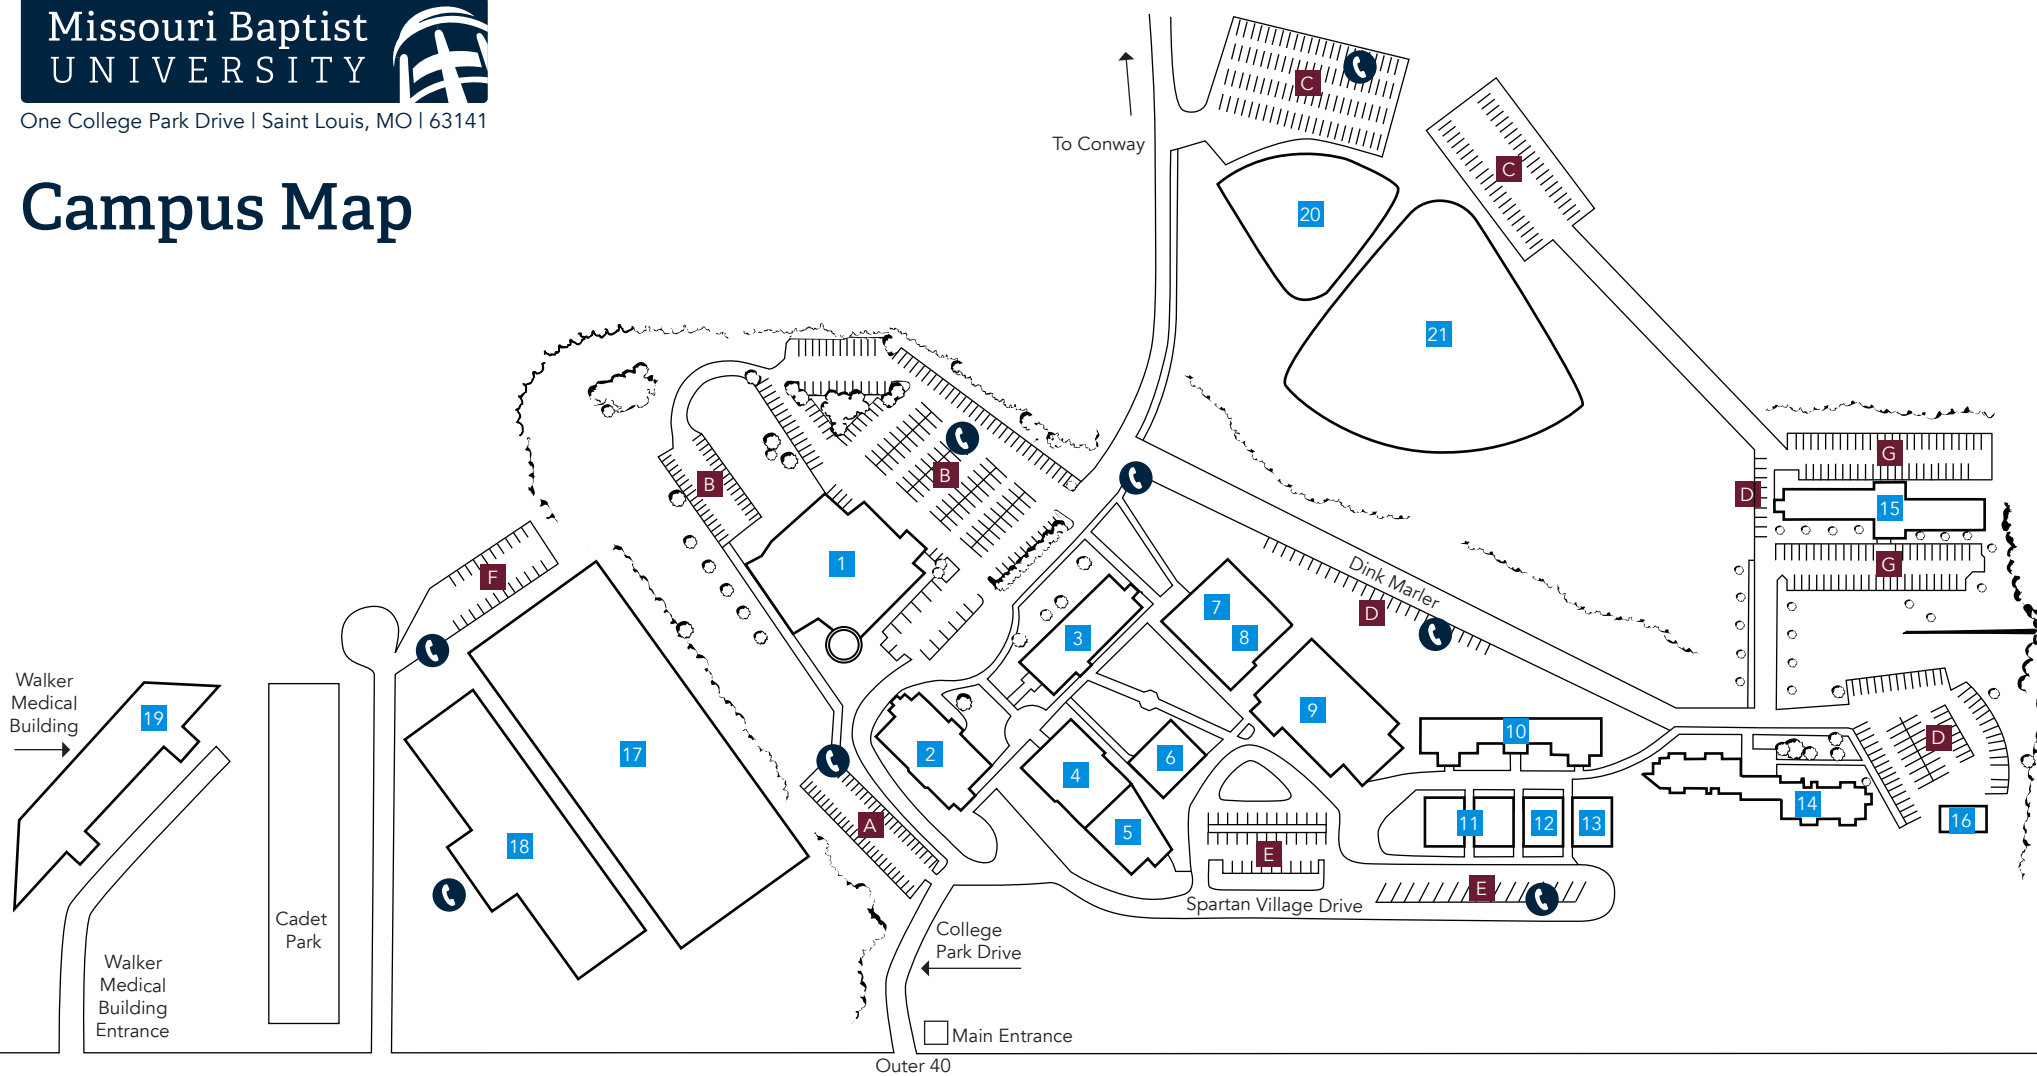 Missouri Baptist
UNIVERSITY
One College Park Drive | Saint Louis, MO | 63141
Campus Map
To Conway
C
C
20
21
B
B
G
D
15
G
F
1
Dink Marler
D
7
8
3
Walker
Medical
Building
19
17
2
9
10
D
4
6
14
18
A
5
11
12
13
16
E
E
Spartan Village Drive
Cadet
Park
College
Park Drive
Walker
Medical
Building
Entrance
Main Entrance
Outer 40